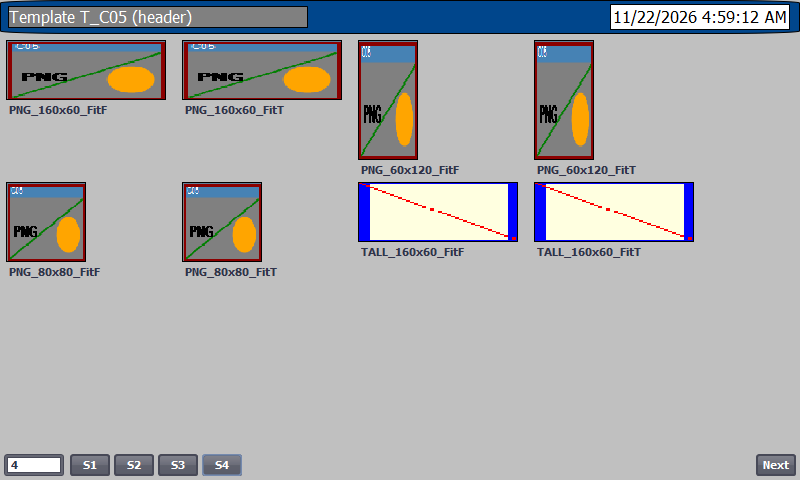 Template T_C05 (header)
11/22/2026 4:59:12 AM
C05
PNG
PNG_160x60_FitF
C05
PNG
PNG_160x60_FitT
C05
PNG
PNG_60x120_FitF
C05
PNG
PNG_60x120_FitT
C05
PNG
PNG_80x80_FitF
C05
PNG
PNG_80x80_FitT
TALL_160x60_FitF
TALL_160x60_FitT
4
S1
S2
S3
S4
Next